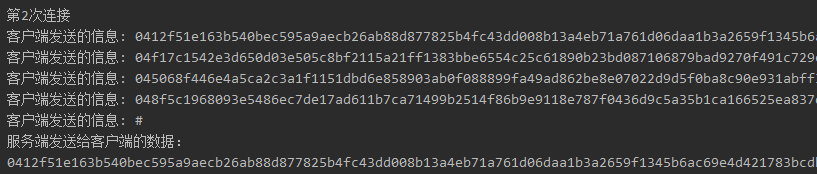 第2次连接
客户端发送的信息: 0412f51e163b540bec595a9aecb26ab88d877825b4fc43dd008b13a4eb71a761d06daa1b3a2659f1345b6a
客户端发送的信息: 04f17c1542e3d650d03e505c8bf2115a21ff1383bbe6554c25c61890b23bd087106879bad9270f491c729
客户端发送的信息: 045068f446e4a5ca2c3a1f1151dbd6e858903ab0f088899fa49ad862be8e07022d9d5f0ba8c90e931abff
客户端发送的信息: 048f5c1968093e5486ec7de17ad611b7ca71499b2514f86b9e9118e787f0436d9c5a35b1ca166525ea837
客户端发送的信息: #
服务端发送给客户端的数据:
0412f51e163b540bec595a9aecb26ab88d877825b4fc43dd008b13a4eb71a761d06daa1b3a2659f1345b6ac69e4d421783bcd